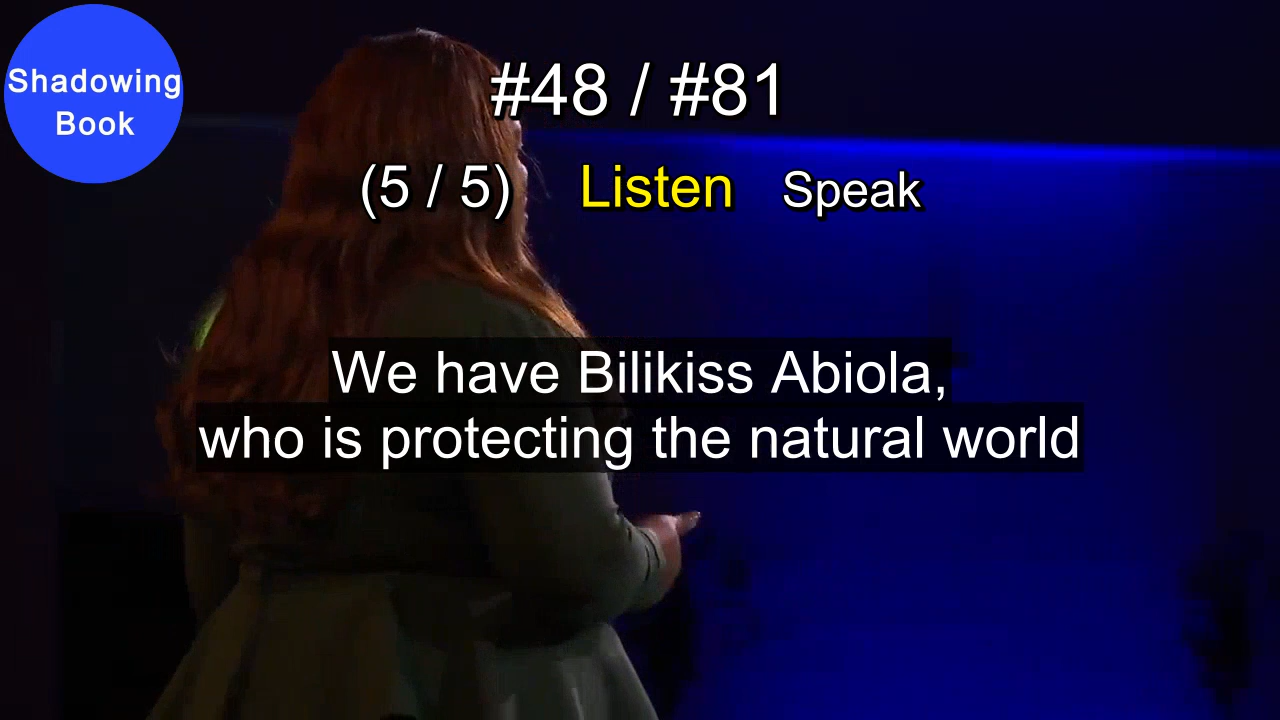 Shadowing
Book
#48 / #81
(5 / 5) Listen Speak
We have Bilikiss Abiola,
who is protecting the natural world